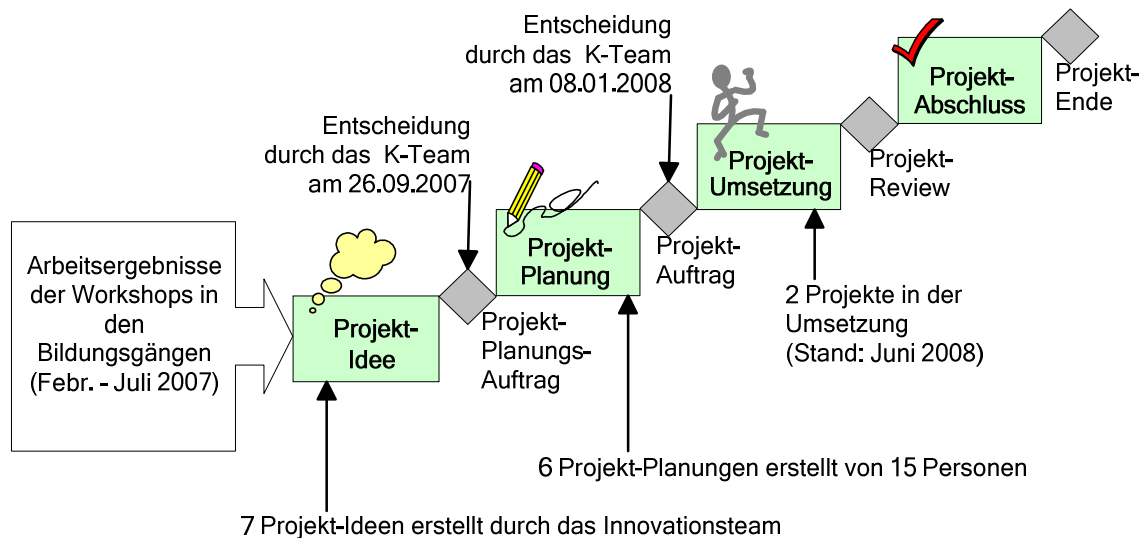 Arbeitsergebnisse
der Workshops in
den
Bildungsgängen
(Febr. - Juli 2007)
Projekt-
Idee
7 Projekt-Ideen erstellt durch das Innovationsteam
Entscheidung
durch das K-Team
am 26.09.2007
Projekt-
Planungs-
Auftrag
Projekt-
Planung
6 Projekt-Planungen erstellt von 15 Personen
Entscheidung
durch das K-Team
am 08.01.2008
Projekt-
Auftrag
Projekt-
Umsetzung
2 Projekte in der
Umsetzung
(Stand: Juni 2008)
Projekt-
Review
Projekt-
Abschluss
Projekt-
Ende